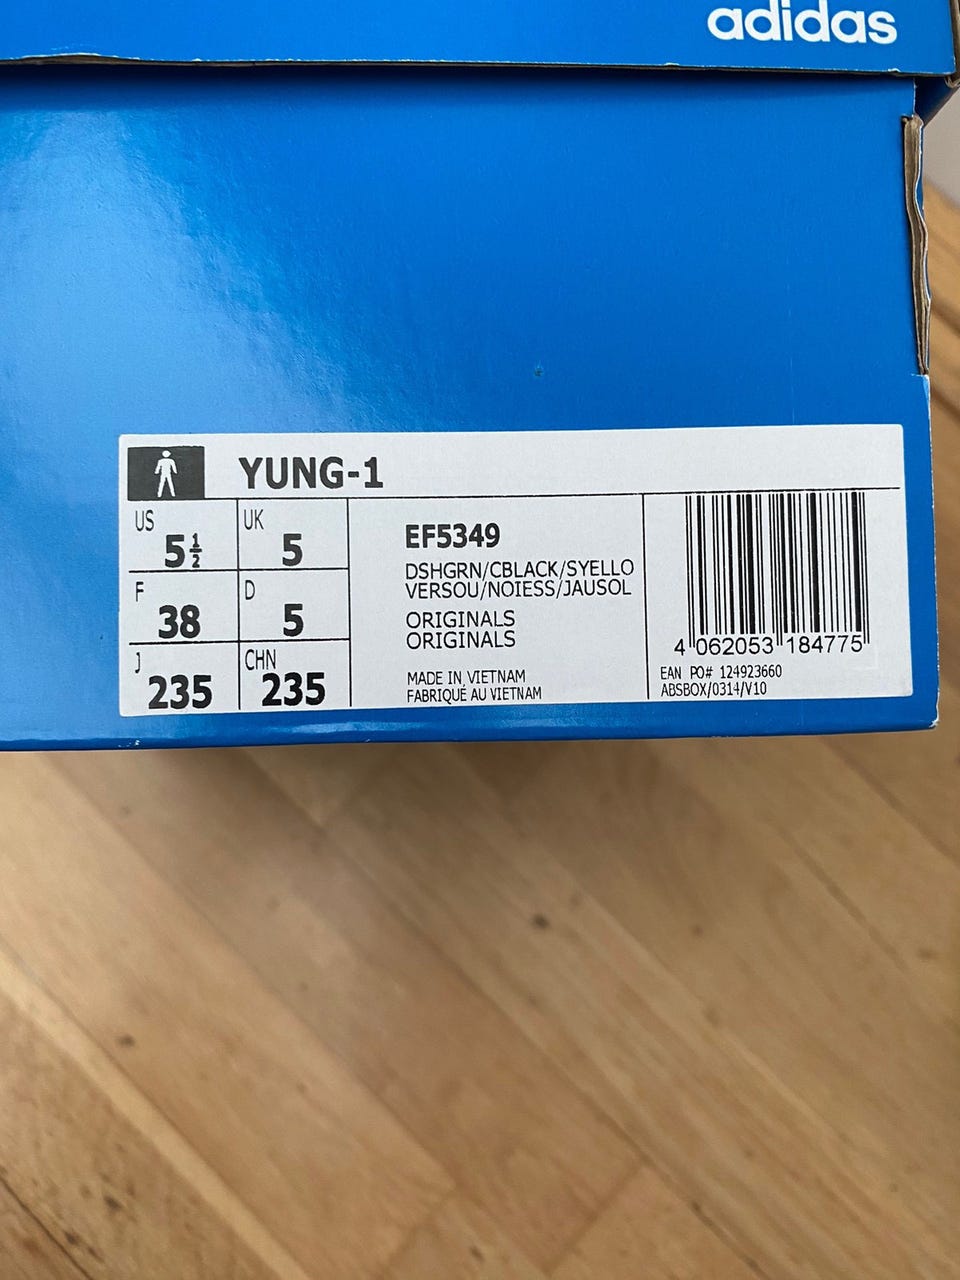 adidas
YUNG-1
US 5½
UK 5
F 38
D 5
J 235
CHN 235
EF5349
DSHGRN/CBLACK/SYELLO
VERSOU/NOIESS/JAUSOL
ORIGINALS
ORIGINALS
MADE IN VIETNAM
FABRIQUÉ AU VIETNAM
4 062053 184775
EAN PO# 124923660
ABSBOX/0314/V10